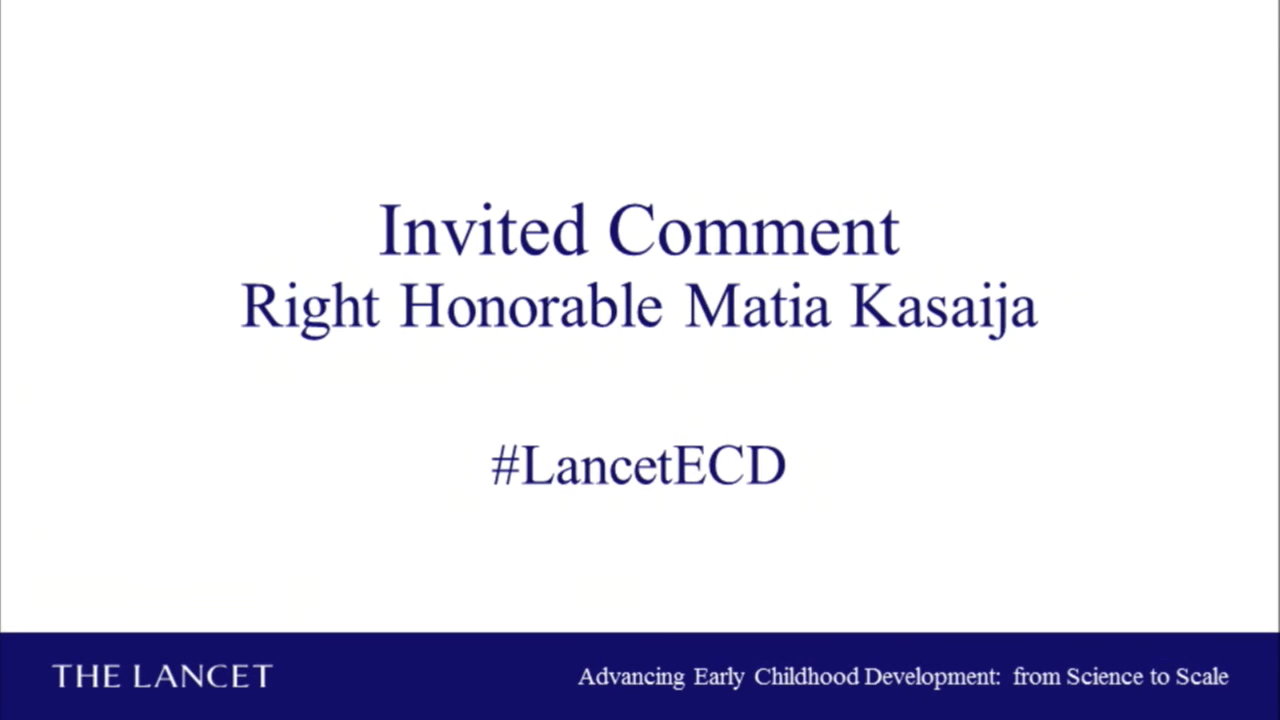 Invited Comment
Right Honorable Matia Kasaija
#LancetECD
THE LANCET
Advancing Early Childhood Development: from Science to Scale